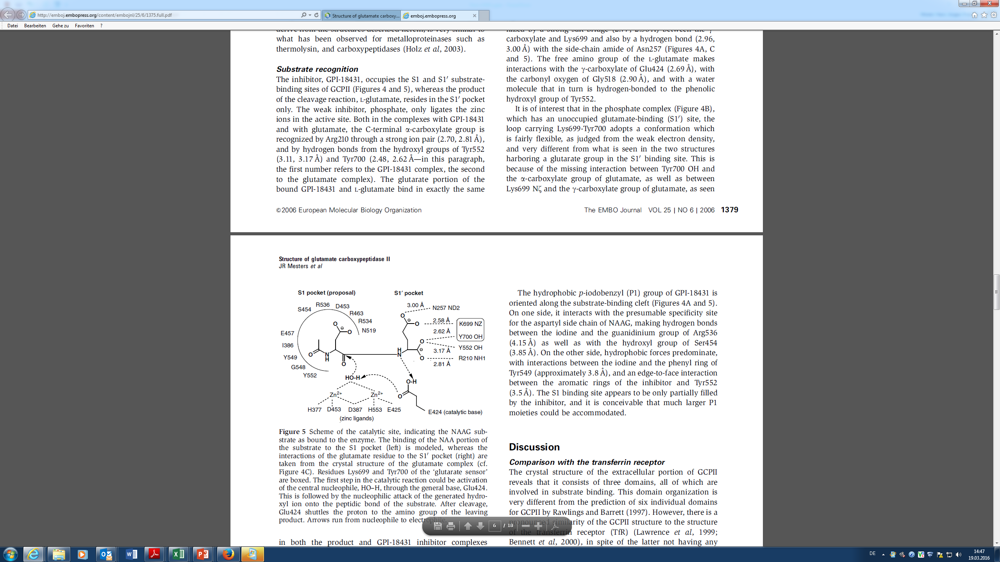 http://emboj.embopress.org/content/embojnl/25/6/1375.full.pdf
Structure of glutamate carboxy...
emboj.embopress.org
Datei Bearbeiten Gehe zu Favoriten ?
derive from the structures described herein, is very similar to
what has been observed for metalloproteinases such as
thermolysin, and carboxypeptidases (Holz et al, 2003).
Substrate recognition
The inhibitor, GPI-18431, occupies the S1 and S1′ substrate-
binding sites of GCPII (Figures 4 and 5), whereas the product
of the cleavage reaction, L-glutamate, resides in the S1′ pocket
only. The weak inhibitor, phosphate, only ligates the zinc
ions in the active site. Both in the complexes with GPI-18431
and with glutamate, the C-terminal α-carboxylate group is
recognized by Arg210 through a strong ion pair (2.70, 2.81 Å),
and by hydrogen bonds from the hydroxyl groups of Tyr552
(3.11, 3.17 Å) and Tyr700 (2.48, 2.62 Å—in this paragraph,
the first number refers to the GPI-18431 complex, the second
to the glutamate complex). The glutarate portion of the
bound GPI-18431 and L-glutamate bind in exactly the same
nized by a strong salt bridge (2.77, 2.58 Å) between the γ-
carboxylate and Lys699 and also by a hydrogen bond (2.96,
3.00 Å) with the side-chain amide of Asn257 (Figures 4A, C
and 5). The free amino group of the L-glutamate makes
interactions with the γ-carboxylate of Glu424 (2.69 Å), with
the carbonyl oxygen of Gly518 (2.90 Å), and with a water
molecule that in turn is hydrogen-bonded to the phenolic
hydroxyl group of Tyr552.
It is of interest that in the phosphate complex (Figure 4B),
which has an unoccupied glutamate-binding (S1′) site, the
loop carrying Lys699-Tyr700 adopts a conformation which
is fairly flexible, as judged from the weak electron density,
and very different from what is seen in the two structures
harboring a glutarate group in the S1′ binding site. This is
because of the missing interaction between Tyr700 OH and
the α-carboxylate group of glutamate, as well as between
Lys699 Nζ and the γ-carboxylate group of glutamate, as seen
©2006 European Molecular Biology Organization
The EMBO Journal VOL 25 | NO 6 | 2006 1379
Structure of glutamate carboxypeptidase II
JR Mesters et al
S1 pocket (proposal)
S1′ pocket
S454 R536 D453 R463 R534 N519
E457
I386
Y549
G548
Y552
O
O
⊖
O
N
H
O
H
N
O
O
⊖
O
O
⊖
3.00 Å
N257 ND2
2.58 Å
K699 NZ
2.62 Å
Y700 OH
Y552 OH
3.17 Å
R210 NH1
2.81 Å
HO-H
O-H
O
Zn2+ Zn2+
H377 D453 D387 H553 E425
(zinc ligands)
E424 (catalytic base)
Figure 5 Scheme of the catalytic site, indicating the NAAG sub-
strate as bound to the enzyme. The binding of the NAA portion of
the substrate to the S1 pocket (left) is modeled, whereas the
interactions of the glutamate residue to the S1′ pocket (right) are
taken from the crystal structure of the glutamate complex (cf.
Figure 4C). Residues Lys699 and Tyr700 of the ‘glutarate sensor’
are boxed. The first step in the catalytic reaction could be activation
of the central nucleophile, HO–H, through the general base, Glu424.
This is followed by the nucleophilic attack of the generated hydro-
xyl ion onto the peptidic bond of the substrate. After cleavage,
Glu424 shuttles the proton to the amino group of the leaving
product. Arrows run from nucleophile to electrophile.
in both the product and GPI-18431 inhibitor complexes
The hydrophobic p-iodobenzyl (P1) group of GPI-18431 is
oriented along the substrate-binding cleft (Figures 4A and 5).
On one side, it interacts with the presumable specificity site
for the aspartyl side chain of NAAG, making hydrogen bonds
between the iodine and the guanidinium group of Arg536
(4.15 Å) as well as with the hydroxyl group of Ser454
(3.85 Å). On the other side, hydrophobic forces predominate,
with interactions between the iodine and the phenyl ring of
Tyr549 (approximately 3.8 Å), and an edge-to-face interaction
between the aromatic rings of the inhibitor and Tyr552
(3.5 Å). The S1 binding site appears to be only partially filled
by the inhibitor, and it is conceivable that much larger P1
moieties could be accommodated.
Discussion
Comparison with the transferrin receptor
The crystal structure of the extracellular portion of GCPII
reveals that it consists of three domains, all of which are
involved in substrate binding. This domain organization is
very different from the prediction of six individual domains
for GCPII by Rawlings and Barrett (1997). However, there is a
pronounced similarity of the GCPII structure to the structure
of the transferrin receptor (TfR) (Lawrence et al, 1999;
Bennett et al, 2000), in spite of the latter not having any
6 / 10
DE
14:47
19.03.2016